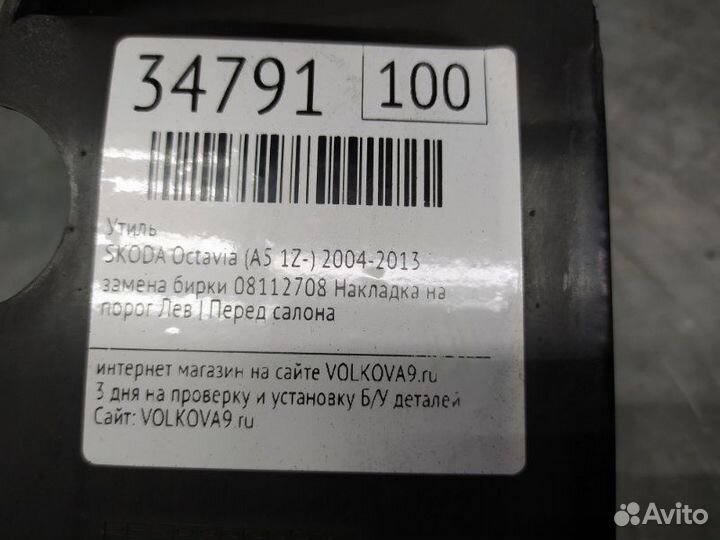 34791 100
Утиль
SKODA Octavia (A5 1Z-) 2004-2013
замена бирки 08112708 Накладка на
порог Лев | Перед салона
интернет магазин на сайте VOLKOVA9.ru
3 дня на проверку и установку Б/У деталей
Сайт: VOLKOVA9.ru
Avito